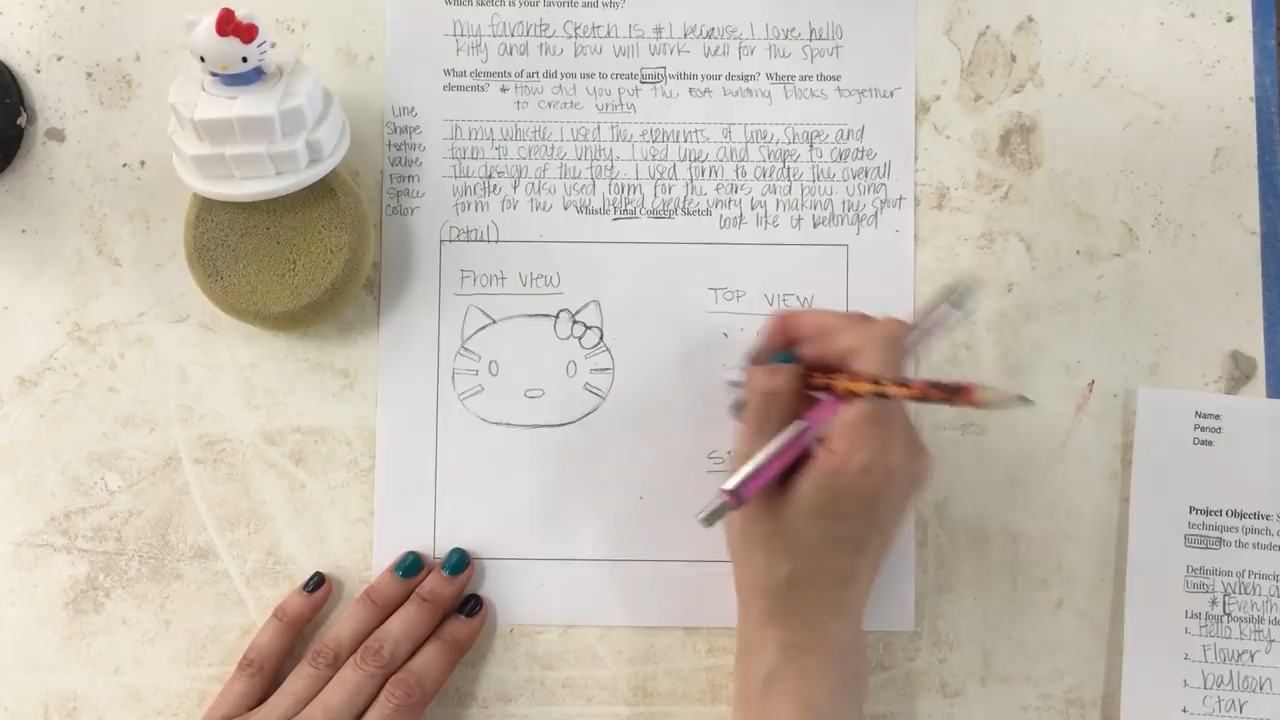 Which sketch is your favorite and why?
My favorite sketch is #1 because I love hello
kitty and the bow will work well for the spout
What elements of art did you use to create unity within your design? Where are those
elements? * How did you put the EOA building blocks together
to create unity
Line
Shape
texture
value
Form
Space
Color
In my whistle I used the elements of line, shape and
form to create unity. I used line and shape to create
the design of the face. I used form to create the overall
whistle. I also used form for the ears and bow. using
form for the bow helped create unity by making the spout
look like it belonged.
Whistle Final Concept Sketch
(Detail)
Front view
TOP VIEW
Name:
Period:
Date:
Project Objective:
techniques (pinch,
unique to the
Definition of
Unity: when
* Everything
List four possible
1. Hello Kitty
2. Flower
3. balloon
4. Star